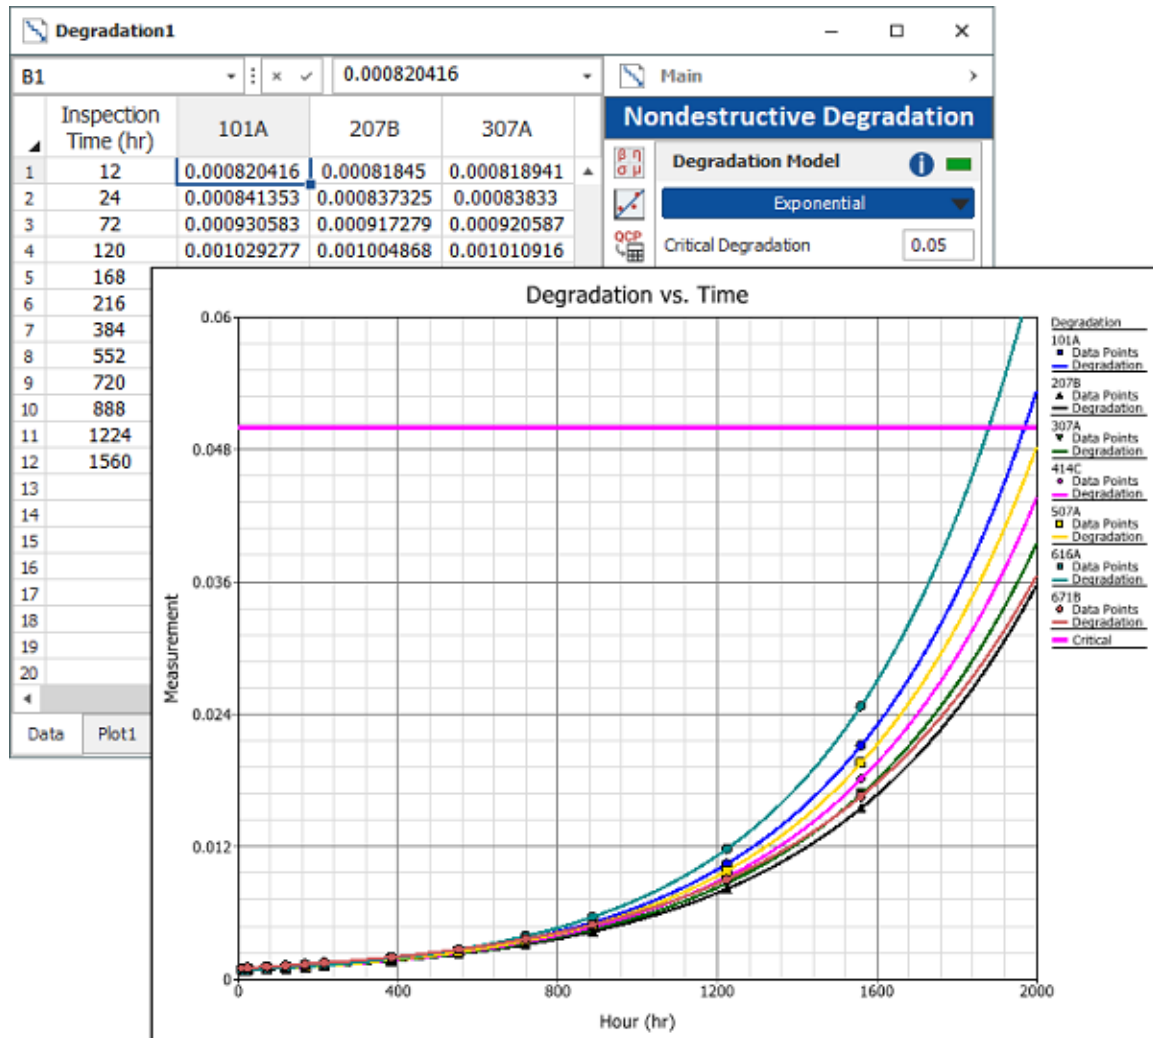 Degradation1
B1
0.000820416
Main
Inspection Time (hr) 101A 207B 307A
Nondestructive Degradation
1 12 0.000820416 0.00081845 0.000818941
β η
σ μ
Degradation Model
2 24 0.000841353 0.000837325 0.00083833
Exponential
3 72 0.000930583 0.000917279 0.000920587
4 120 0.001029277 0.001004868 0.001010916
QCP
Critical Degradation 0.05
5 168
6 216
7 384
8 552
9 720
10 888
11 1224
12 1560
13
14
15
16
17
18
19
20
Data Plot1
Degradation vs. Time
0.06
0.048
0.036
0.024
0.012
0
Measurement
0 400 800 1200 1600 2000
Hour (hr)
Degradation
101A
Data Points
Degradation
207B
Data Points
Degradation
307A
Data Points
Degradation
414C
Data Points
Degradation
507A
Data Points
Degradation
616A
Data Points
Degradation
671B
Data Points
Degradation
Critical